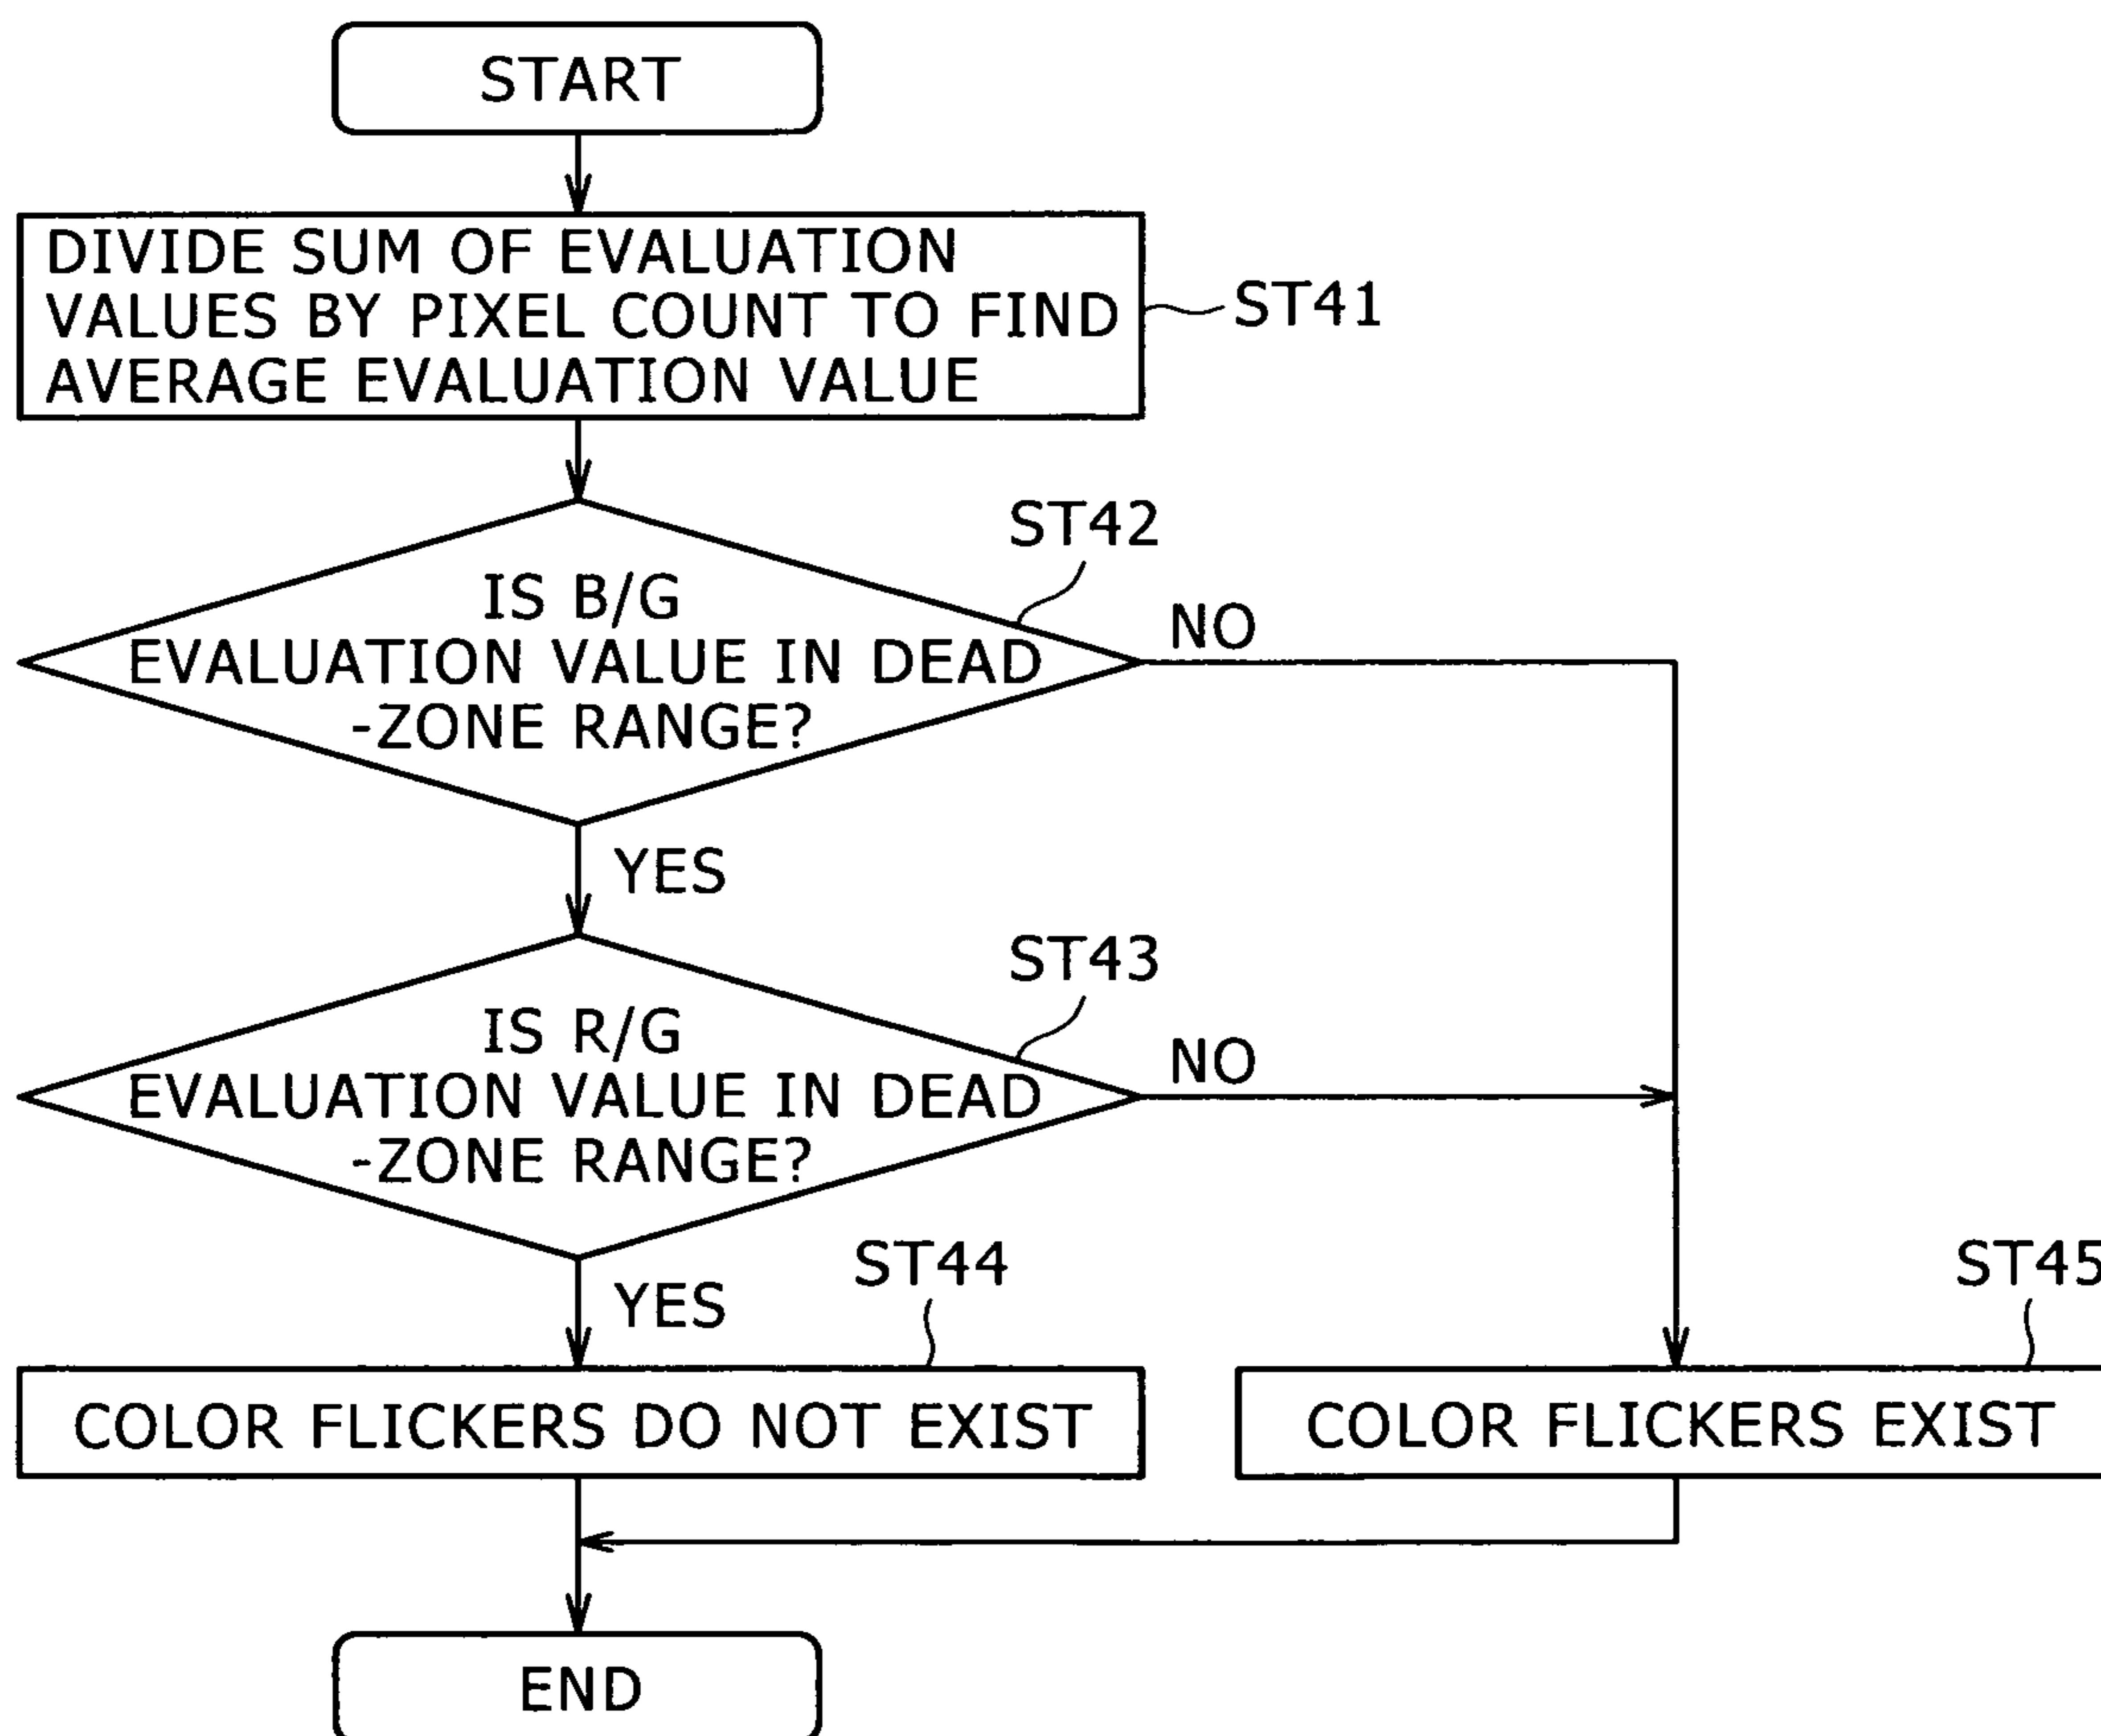 START
DIVIDE SUM OF EVALUATION
VALUES BY PIXEL COUNT TO FIND
AVERAGE EVALUATION VALUE
ST41
ST42
IS B/G
EVALUATION VALUE IN DEAD
-ZONE RANGE?
NO
YES
ST43
IS R/G
EVALUATION VALUE IN DEAD
-ZONE RANGE?
NO
YES
ST44
COLOR FLICKERS DO NOT EXIST
ST45
COLOR FLICKERS EXIST
END